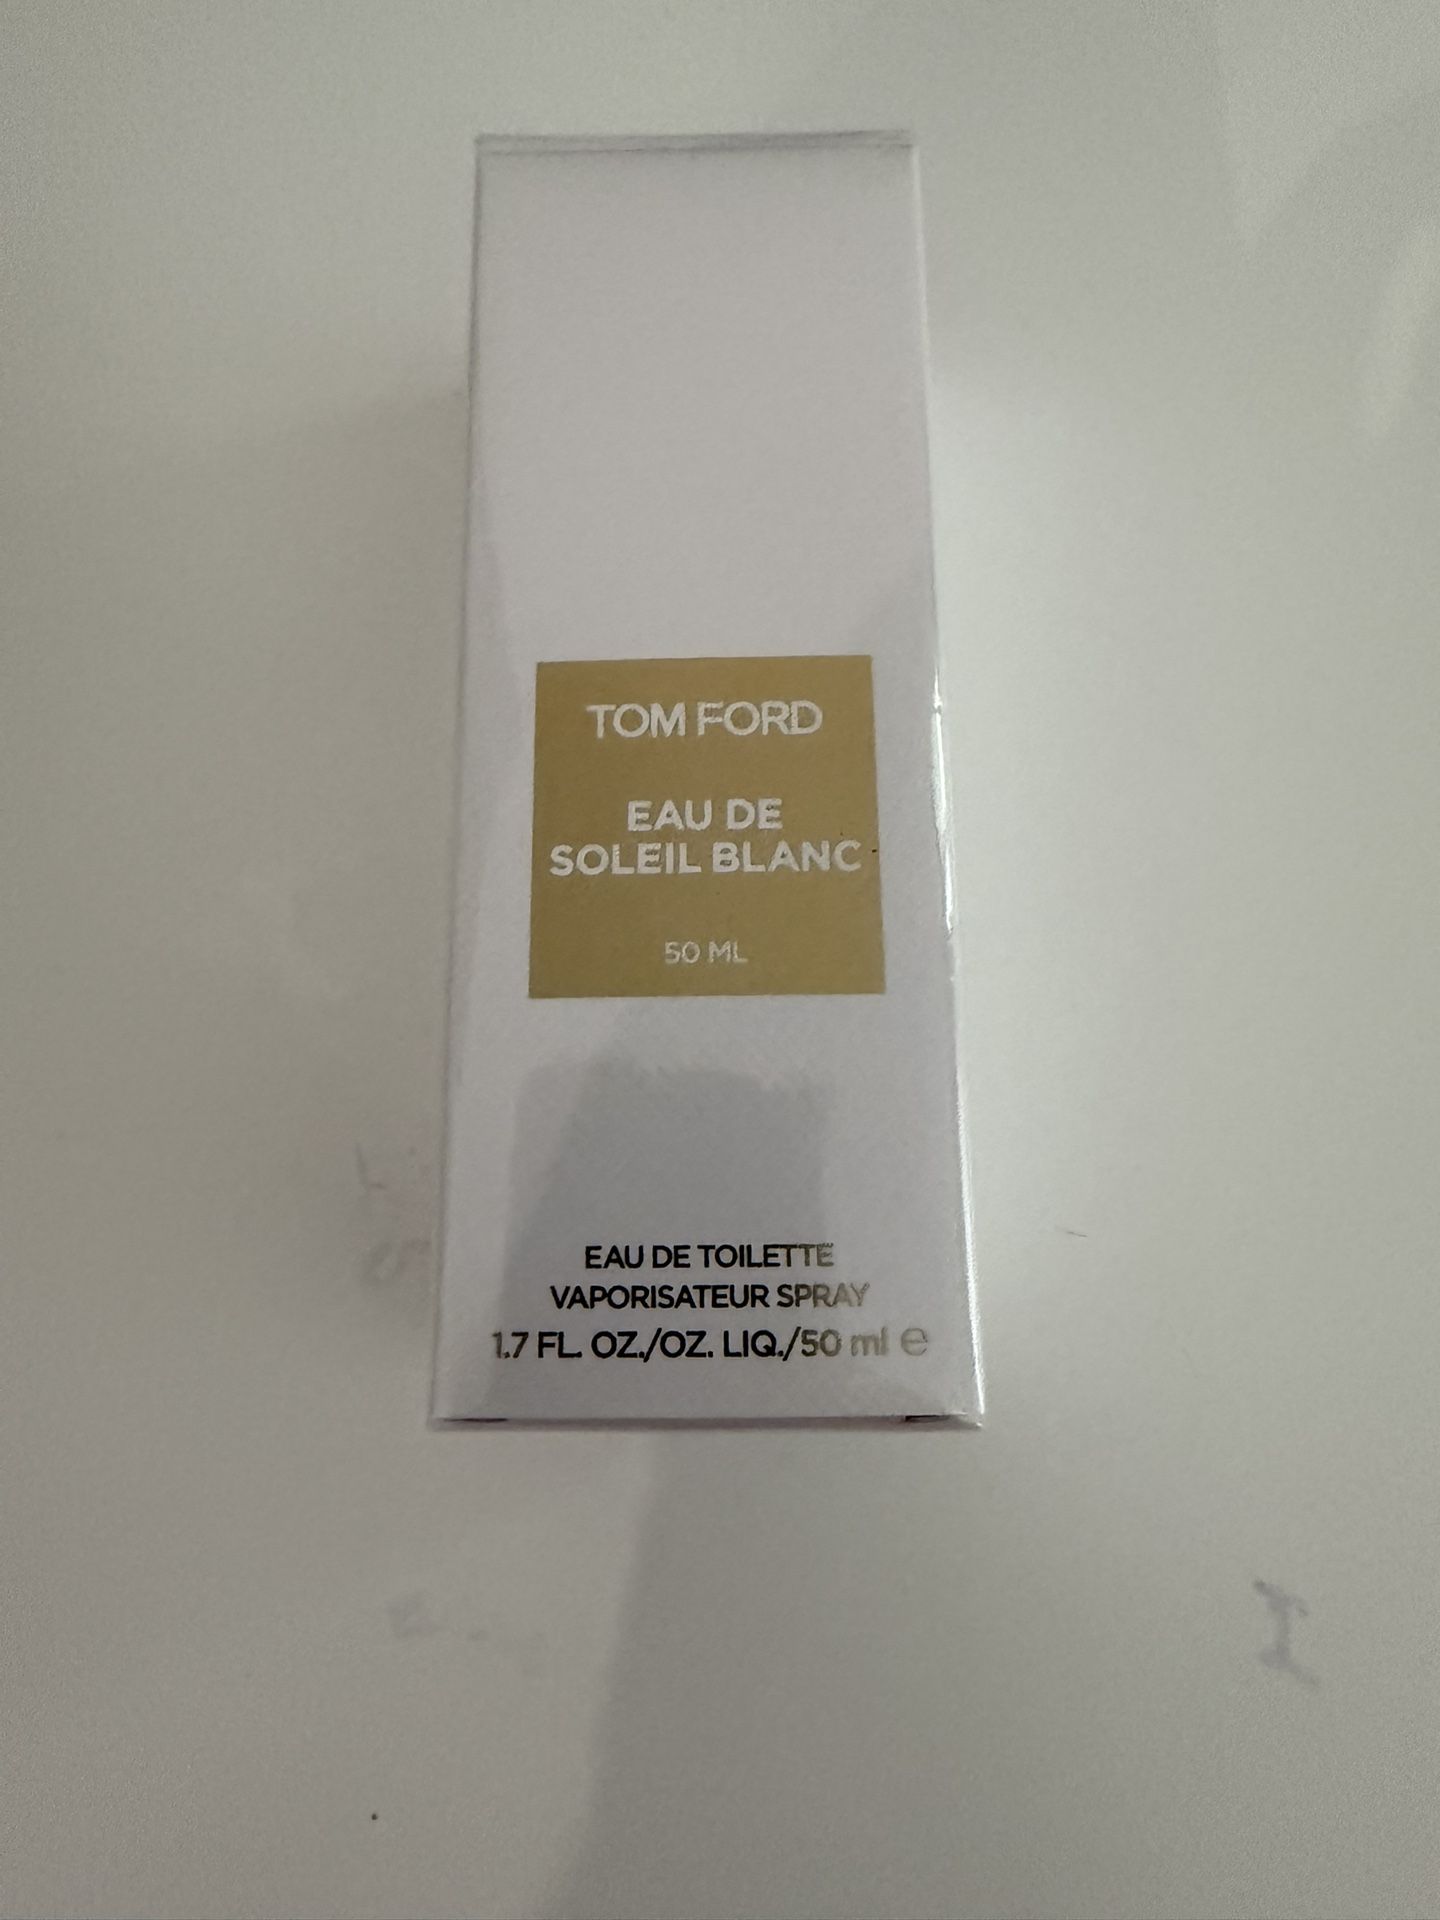 TOM FORD
EAU DE
SOLEIL BLANC
50 ML
EAU DE TOILETTE
VAPORISATEUR SPRAY
1.7 FL. OZ./OZ. LIQ./50 ml e